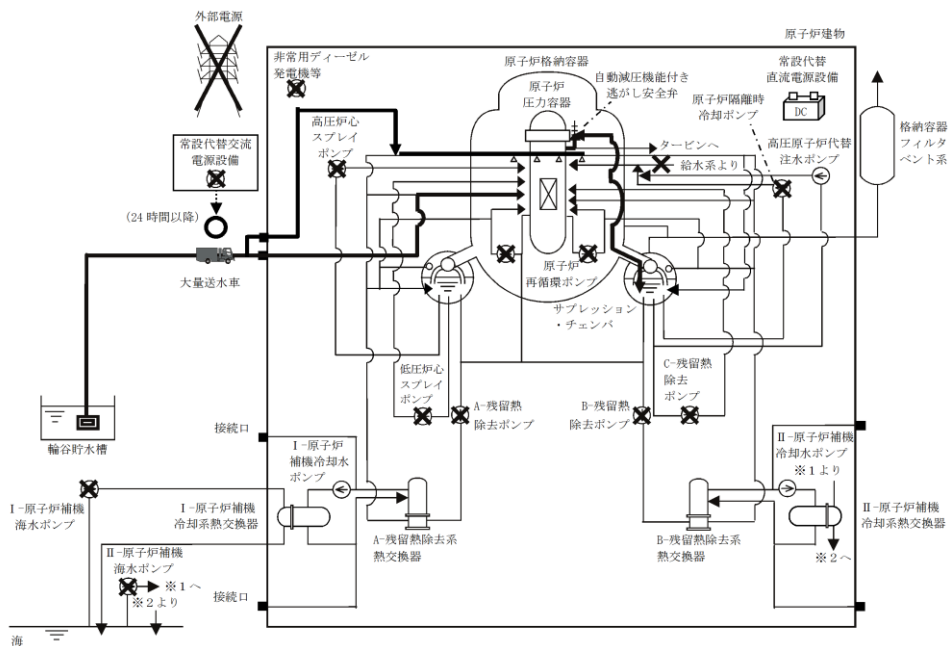 外部電源
原子炉建物
非常用ディーゼル
発電機等
原子炉格納容器
原子炉
圧力容器
自動減圧機能付き
逃がし安全弁
常設代替
直流電源設備
DC
原子炉隔離時
冷却ポンプ
格納容器
フィルタ
ベント系
高圧炉心
スプレイ
ポンプ
タービンへ
給水系より
高圧原子炉代替
注水ポンプ
常設代替交流
電源設備
(24時間以降)
大量送水車
原子炉
再循環ポンプ
サプレッション
・チェンバ
低圧炉心
スプレイ
ポンプ
A-残留熱
除去ポンプ
B-残留熱
除去ポンプ
C-残留熱
除去
ポンプ
輪谷貯水槽
接続口
Ⅰ-原子炉
補機冷却水
ポンプ
Ⅱ-原子炉補機
冷却水ポンプ
※1より
Ⅰ-原子炉補機
海水ポンプ
Ⅰ-原子炉補機
冷却系熱交換器
A-残留熱除去系
熱交換器
B-残留熱除去系
熱交換器
Ⅱ-原子炉補機
冷却系熱交換器
※2へ
Ⅱ-原子炉補機
海水ポンプ
※1へ
※2より
接続口
海